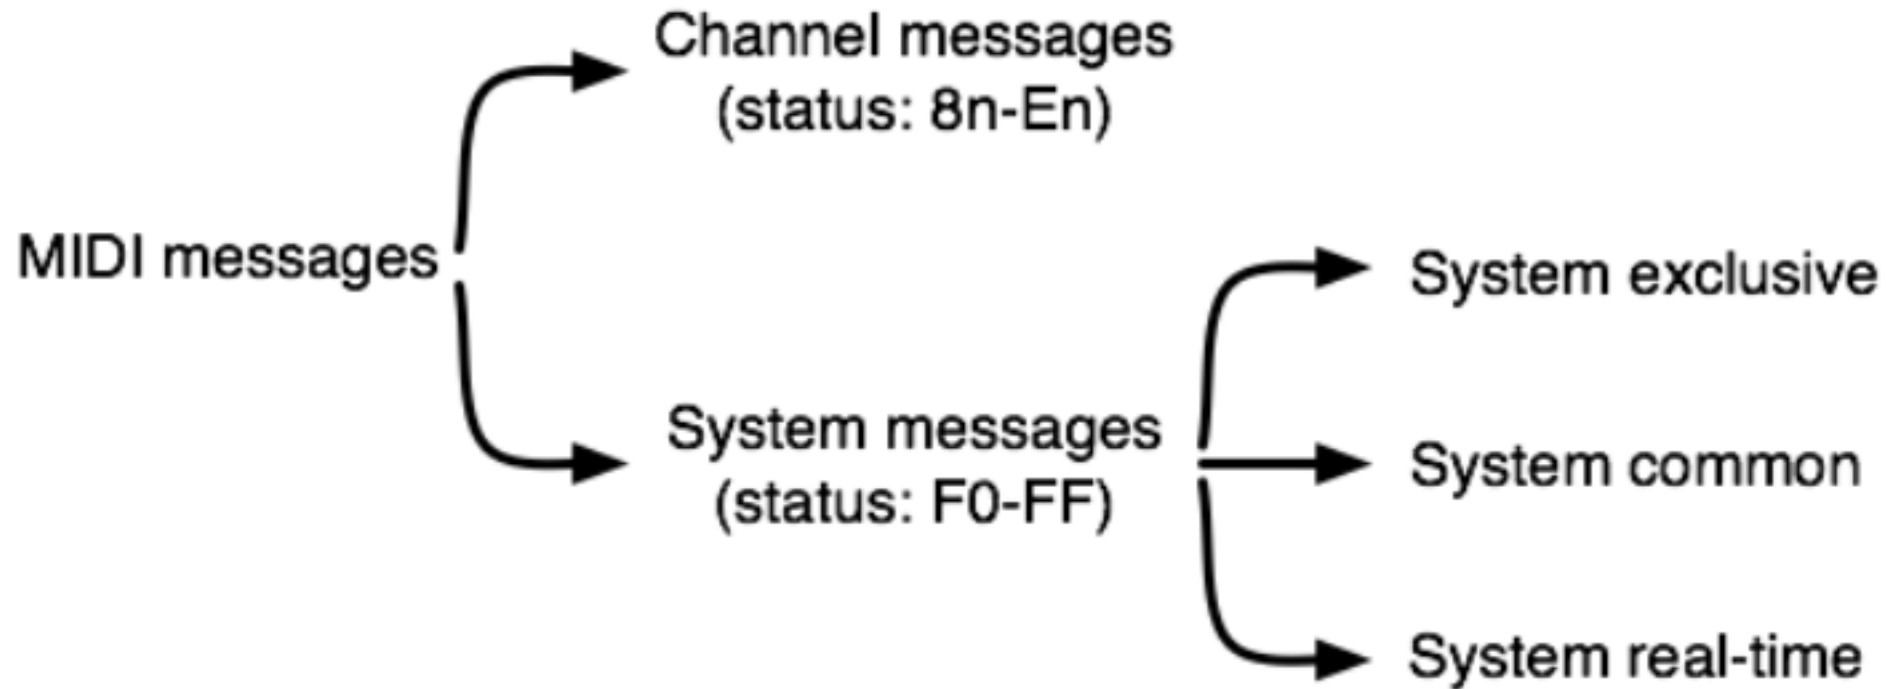 Channel messages
(status: 8n-En)
MIDI messages
System exclusive
System messages
(status: F0-FF)
System common
System real-time